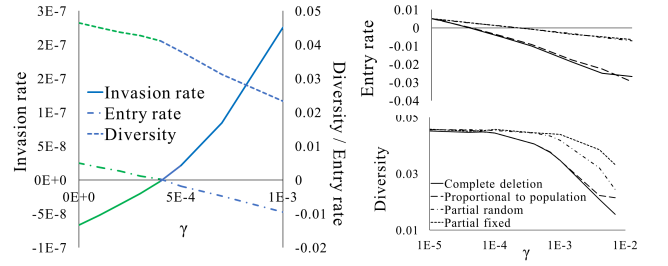 3E-7
2E-7
2E-7
1E-7
5E-8
0E+0
-5E-8
-1E-7
Invasion rate
0.05
0.04
0.03
0.02
0.01
0
-0.01
-0.02
Diversity / Entry rate
Invasion rate
Entry rate
Diversity
0E+0
5E-4
1E-3
γ
0.01
0
-0.01
-0.02
-0.03
-0.04
Entry rate
0.05
0.03
0.01
Diversity
Complete deletion
Proportional to population
Partial random
Partial fixed
1E-5
1E-4
1E-3
1E-2
γ